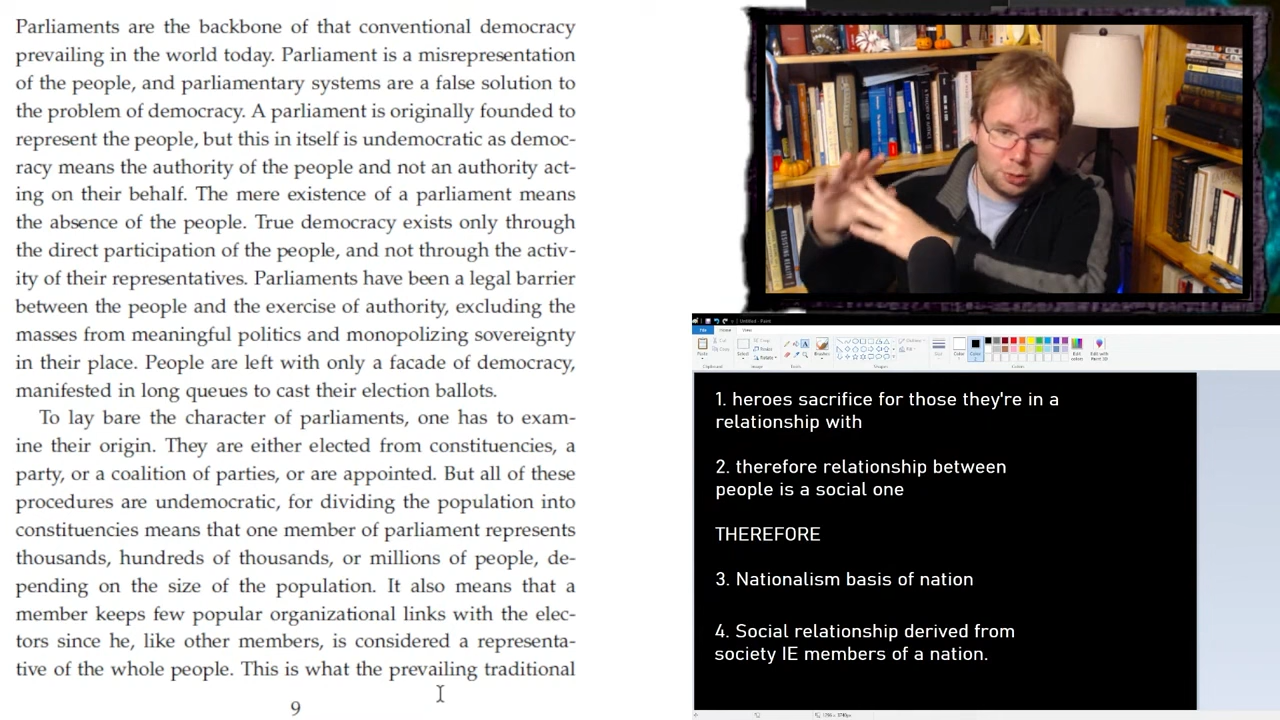 Parliaments are the backbone of that conventional democracy
prevailing in the world today. Parliament is a misrepresentation
of the people, and parliamentary systems are a false solution to
the problem of democracy. A parliament is originally founded to
represent the people, but this in itself is undemocratic as democ-
racy means the authority of the people and not an authority act-
ing on their behalf. The mere existence of a parliament means
the absence of the people. True democracy exists only through
the direct participation of the people, and not through the activ-
ity of their representatives. Parliaments have been a legal barrier
between the people and the exercise of authority, excluding the
masses from meaningful politics and monopolizing sovereignty
in their place. People are left with only a facade of democracy,
manifested in long queues to cast their election ballots.
To lay bare the character of parliaments, one has to exam-
ine their origin. They are either elected from constituencies, a
party, or a coalition of parties, or are appointed. But all of these
procedures are undemocratic, for dividing the population into
constituencies means that one member of parliament represents
thousands, hundreds of thousands, or millions of people, de-
pending on the size of the population. It also means that a
member keeps few popular organizational links with the elec-
tors since he, like other members, is considered a representa-
tive of the whole people. This is what the prevailing traditional
9
Untitled - Paint
File Home View
1. heroes sacrifice for those they're in a
relationship with
2. therefore relationship between
people is a social one
THEREFORE
3. Nationalism basis of nation
4. Social relationship derived from
society IE members of a nation.